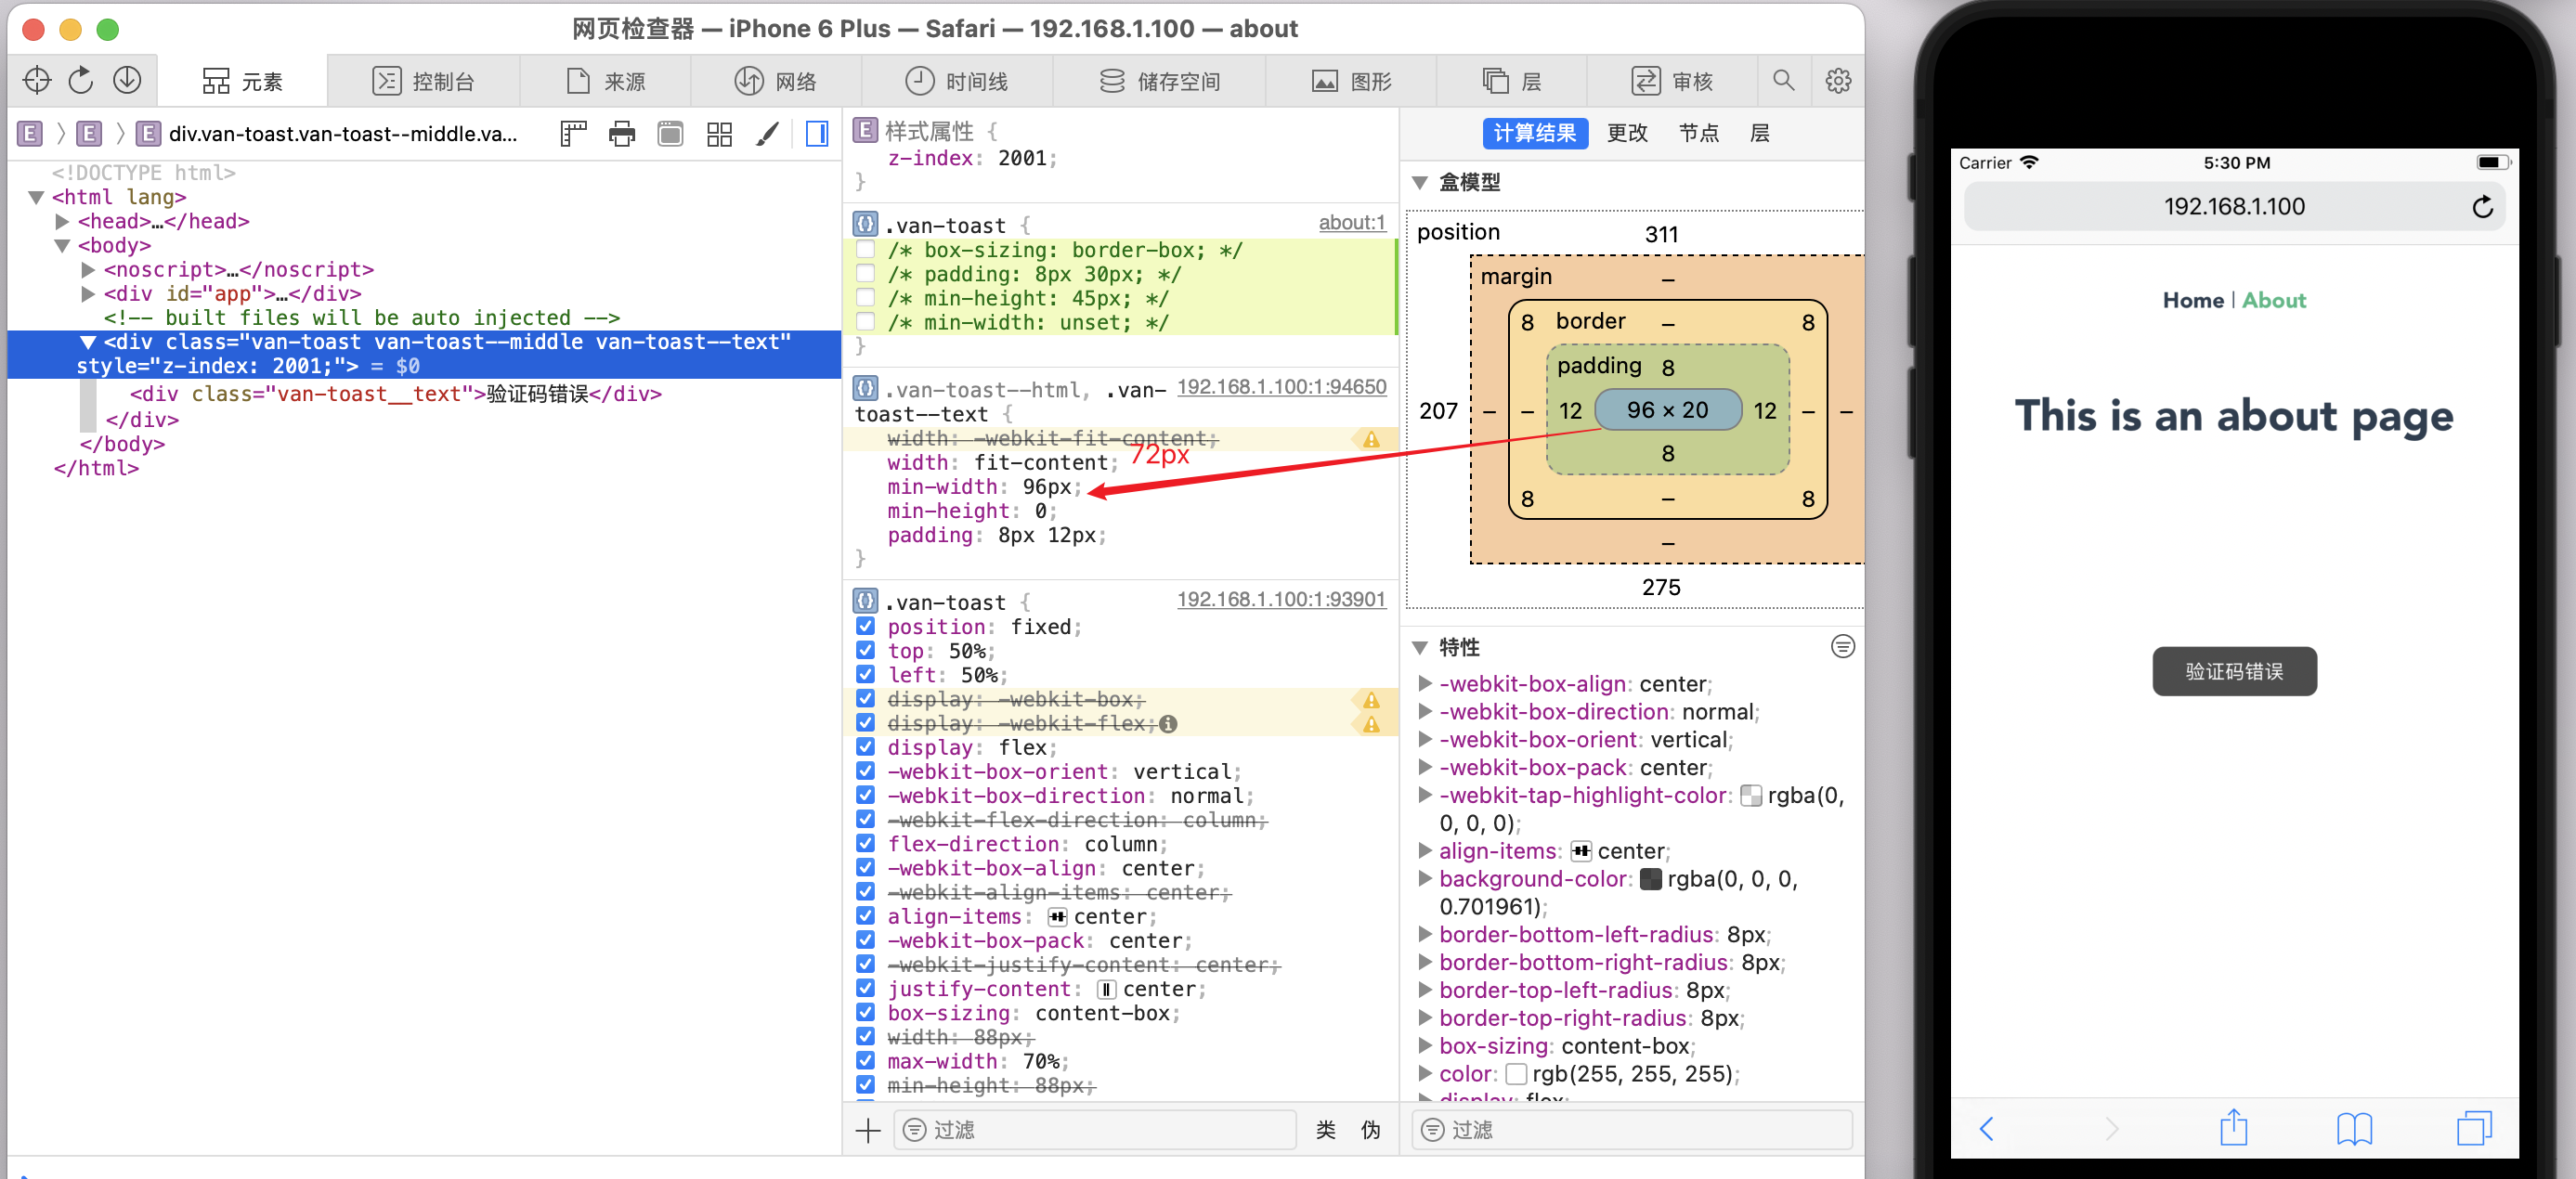 网页检查器 — iPhone 6 Plus — Safari — 192.168.1.100 — about
元素 控制台 来源 网络 时间线 储存空间 图形 层 审核
E E E div.van-toast.van-toast--middle.va...
<!DOCTYPE html>
<html lang>
<head>…</head>
<body>
<noscript>…</noscript>
<div id="app">…</div>
<!-- built files will be auto injected -->
<div class="van-toast van-toast--middle van-toast--text"
style="z-index: 2001;"> = $0
<div class="van-toast__text">验证码错误</div>
</div>
</body>
</html>
E 样式属性 {
z-index: 2001;
}
.van-toast { about:1
/* box-sizing: border-box; */
/* padding: 8px 30px; */
/* min-height: 45px; */
/* min-width: unset; */
}
.van-toast--html, .van- 192.168.1.100:1:94650
toast--text {
width: -webkit-fit-content;
width: fit-content;
72px
min-width: 96px;
min-height: 0;
padding: 8px 12px;
}
.van-toast { 192.168.1.100:1:93901
position: fixed;
top: 50%;
left: 50%;
display: -webkit-box;
display: -webkit-flex;
display: flex;
-webkit-box-orient: vertical;
-webkit-box-direction: normal;
-webkit-flex-direction: column;
flex-direction: column;
-webkit-box-align: center;
-webkit-align-items: center;
align-items: center;
-webkit-box-pack: center;
-webkit-justify-content: center;
justify-content: center;
box-sizing: content-box;
width: 88px;
max-width: 70%;
min-height: 88px;
过滤 类 伪
计算结果 更改 节点 层
盒模型
position 311
margin –
8 border – 8
padding 8
207 – – 12 96 × 20 12 – –
8
8 – 8
–
275
特性
-webkit-box-align: center;
-webkit-box-direction: normal;
-webkit-box-orient: vertical;
-webkit-box-pack: center;
-webkit-tap-highlight-color: rgba(0,
0, 0, 0);
align-items: center;
background-color: rgba(0, 0, 0,
0.701961);
border-bottom-left-radius: 8px;
border-bottom-right-radius: 8px;
border-top-left-radius: 8px;
border-top-right-radius: 8px;
box-sizing: content-box;
color: rgb(255, 255, 255);
display: flex;
过滤
Carrier 5:30 PM
192.168.1.100
Home | About
This is an about page
验证码错误